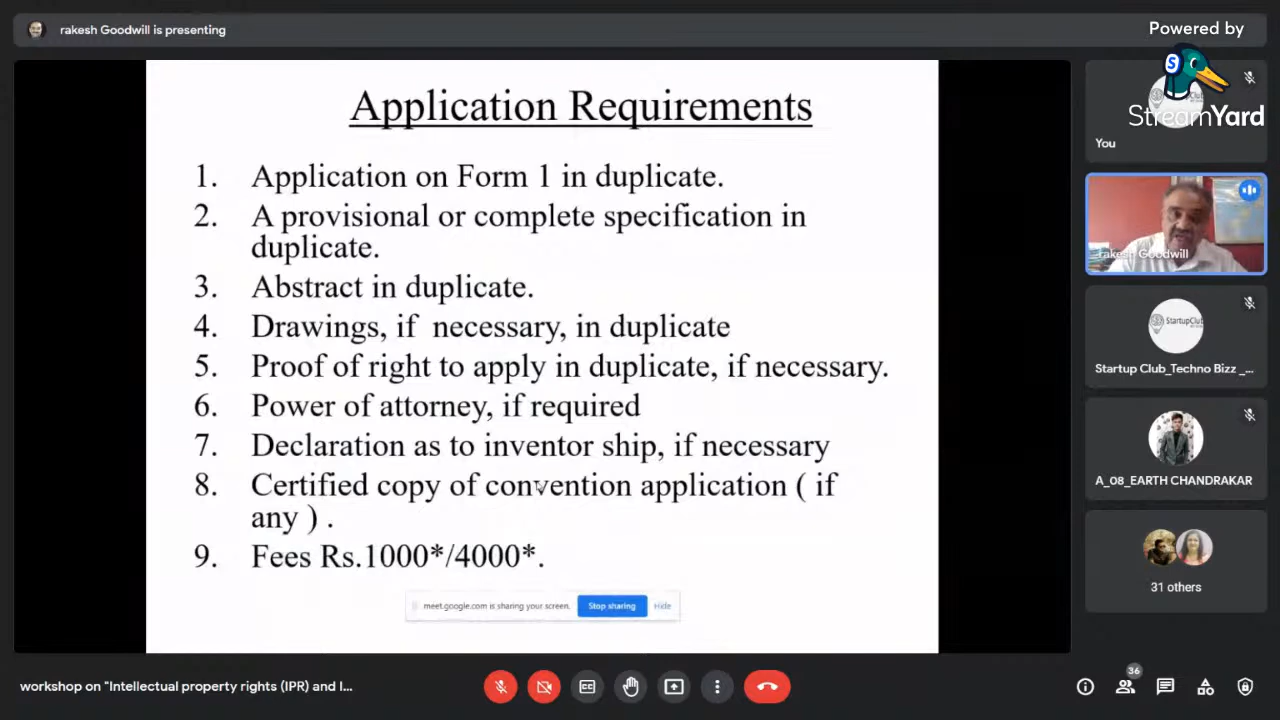 rakesh Goodwill is presenting
Powered by
StreamYard
You
Application Requirements
1. Application on Form 1 in duplicate.
2. A provisional or complete specification in
duplicate.
3. Abstract in duplicate.
4. Drawings, if necessary, in duplicate
5. Proof of right to apply in duplicate, if necessary.
6. Power of attorney, if required
7. Declaration as to inventor ship, if necessary
8. Certified copy of convention application ( if
any ) .
9. Fees Rs.1000*/4000*.
meet.google.com is sharing your screen. Stop sharing Hide
rakesh Goodwill
StartupClub
Startup Club_Techno Bizz _...
A_08_EARTH CHANDRAKAR
31 others
workshop on "Intellectual property rights (IPR) and I...
36